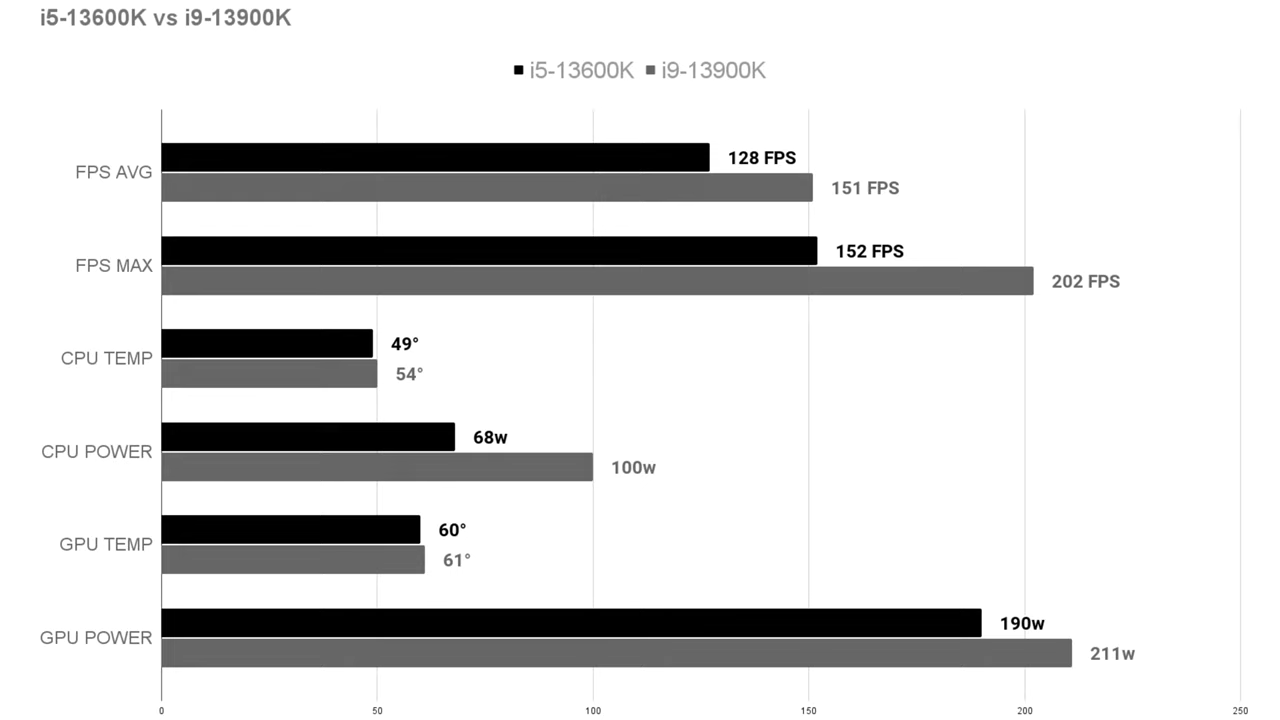 i5-13600K vs i9-13900K
i5-13600K i9-13900K
FPS AVG
128 FPS
151 FPS
FPS MAX
152 FPS
202 FPS
CPU TEMP
49°
54°
CPU POWER
68w
100w
GPU TEMP
60°
61°
GPU POWER
190w
211w
0 50 100 150 200 250